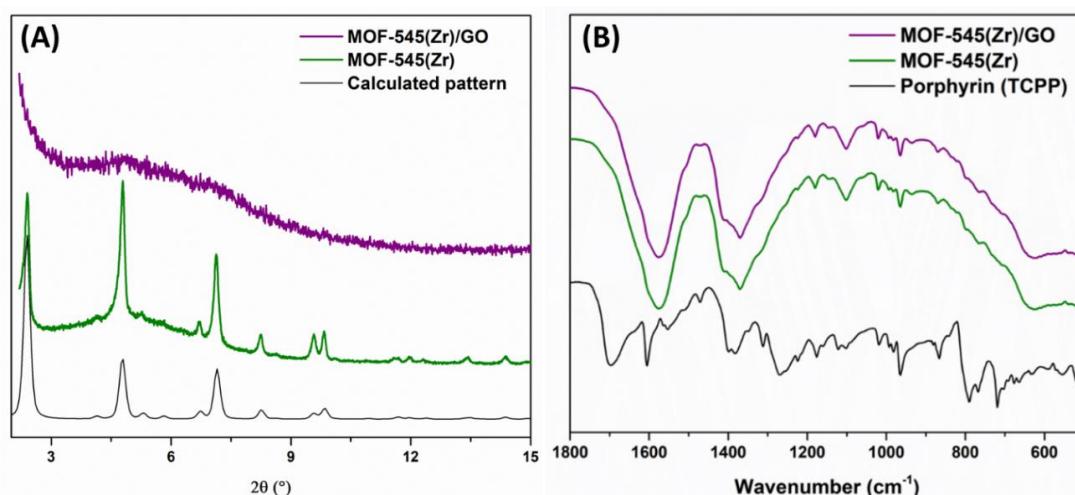 (A)
MOF-545(Zr)/GO
MOF-545(Zr)
Calculated pattern
3 6 9 12 15
2θ (°)
(B)
MOF-545(Zr)/GO
MOF-545(Zr)
Porphyrin (TCPP)
1800 1600 1400 1200 1000 800 600
Wavenumber (cm⁻¹)